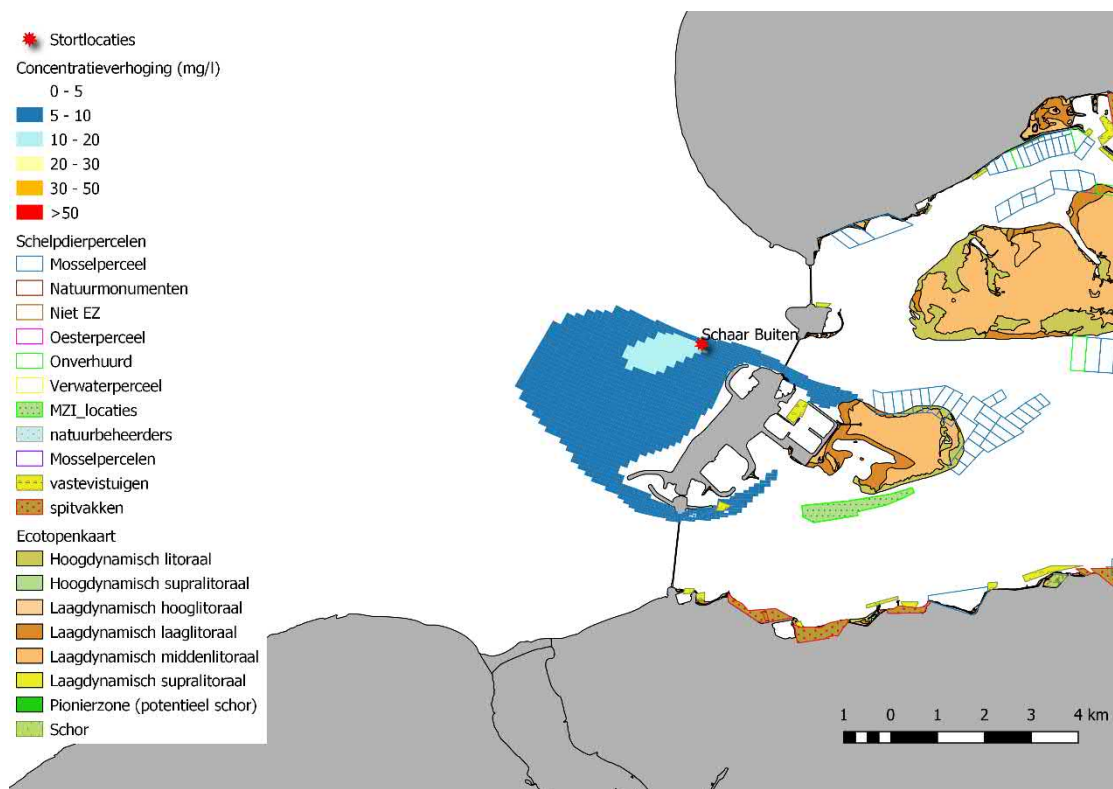 Stortlocaties
Concentratieverhoging (mg/l)
0 - 5
5 - 10
10 - 20
20 - 30
30 - 50
>50
Schelpdierpercelen
Mosselperceel
Natuurmonumenten
Niet EZ
Oesterperceel
Onverhuurd
Verwaterperceel
MZI_locaties
natuurbeheerders
Mosselpercelen
vastevistuigen
spitvakken
Ecotopenkaart
Hoogdynamisch litoraal
Hoogdynamisch supralitoraal
Laagdynamisch hooglitoraal
Laagdynamisch laaglitoraal
Laagdynamisch middenlitoraal
Laagdynamisch supralitoraal
Pionierzone (potentieel schor)
Schor
Schaar Buiten
1 0 1 2 3 4 km